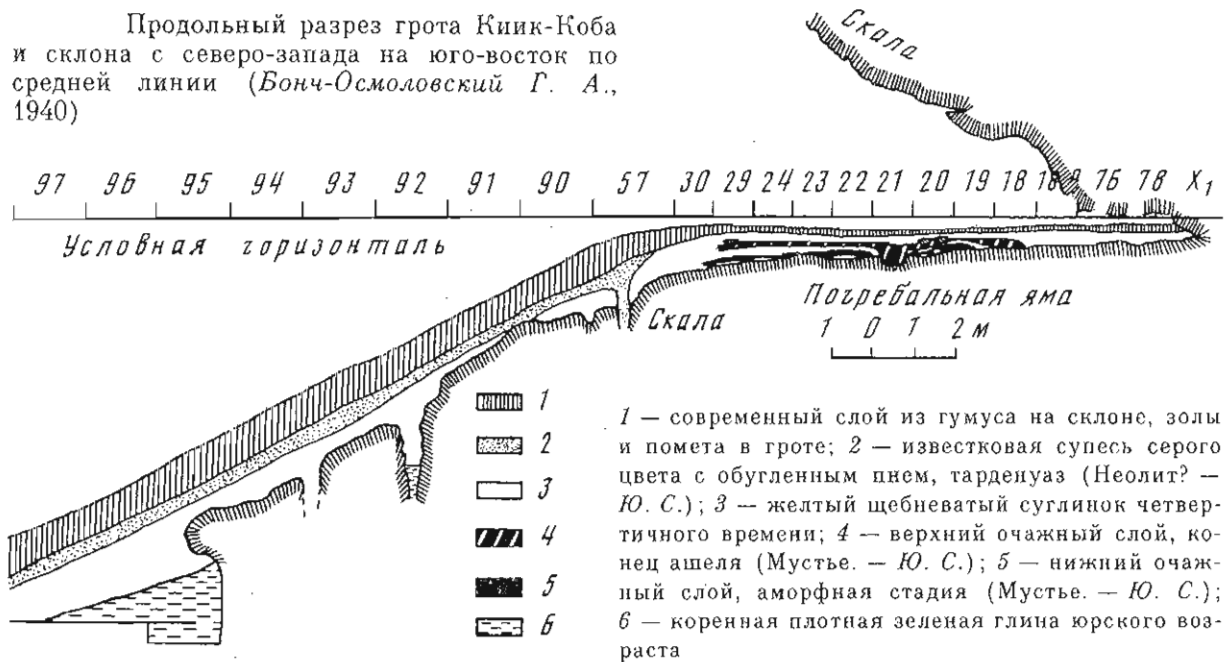 Продольный разрез грота Киик-Коба
и склона с северо-запада на юго-восток по
средней линии (Бонч-Осмоловский Г. А.,
1940)
Скала
97 96 95 94 93 92 91 90 57 30 29 24 23 22 21 20 19 18 18 76 78 X₁
Условная горизонталь
Погребальная яма
1 0 1 2 м
Скала
1
2
3
4
5
6
1 — современный слой из гумуса на склоне, золы
и помета в гроте; 2 — известковая супесь серого
цвета с обугленным пнем, тарденуаз (Неолит? —
Ю. С.); 3 — желтый щебневатый суглинок четвер-
тичного времени; 4 — верхний очажный слой, ко-
нец ашеля (Мустье. — Ю. С.); 5 — нижний очаж-
ный слой, аморфная стадия (Мустье. — Ю. С.);
6 — коренная плотная зеленая глина юрского воз-
раста